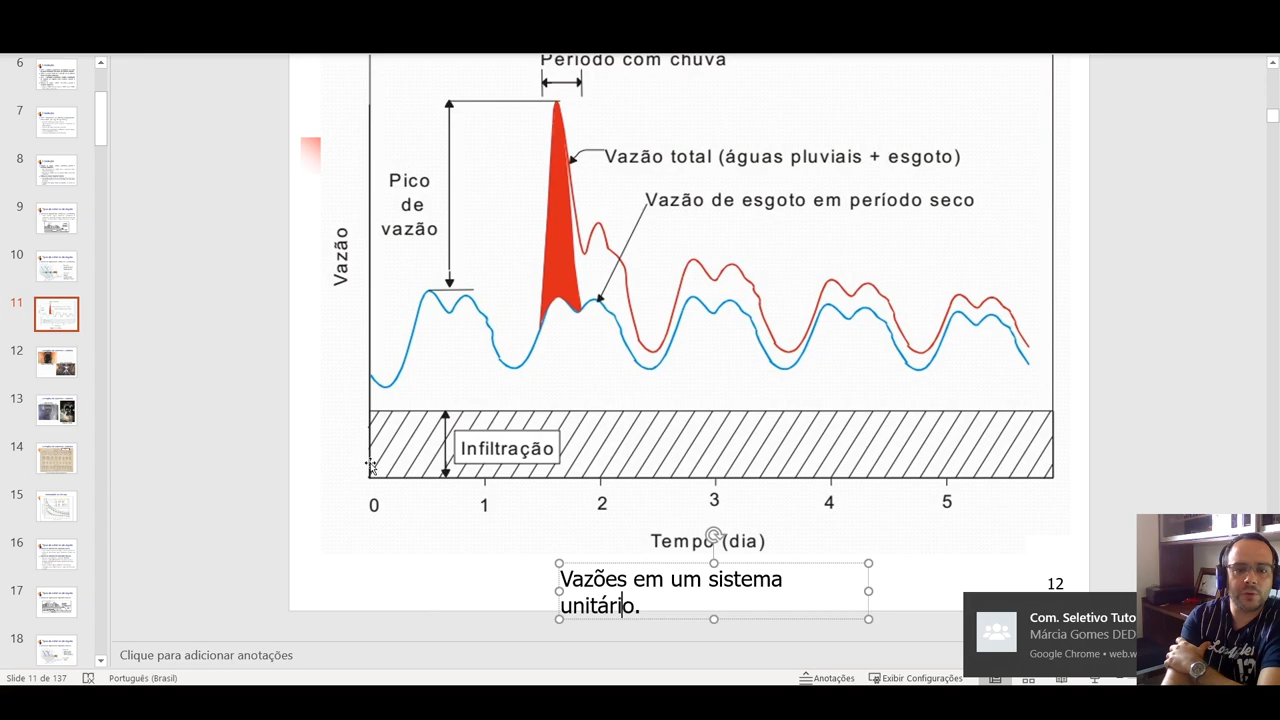 6
7
8
9
10
11
12
13
14
15
16
17
18
Período com chuva
Vazão total (águas pluviais + esgoto)
Vazão de esgoto em período seco
Pico
de
vazão
Vazão
Infiltração
0 1 2 3 4 5
Tempo (dia)
Vazões em um sistema
unitário.
12
Com. Seletivo Tuto
Márcia Gomes DED
Google Chrome • web.w
Clique para adicionar anotações
Slide 11 de 137 Português (Brasil) Anotações Exibir Configurações